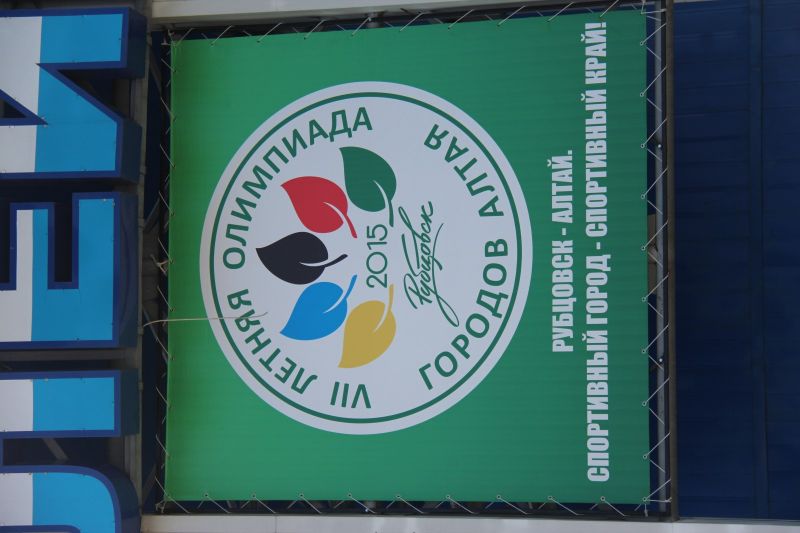 VII ЛЕТНЯЯ ОЛИМПИАДА
2015
Рубцовск
ГОРОДОВ АЛТАЯ
РУБЦОВСК - АЛТАЙ.
СПОРТИВНЫЙ ГОРОД - СПОРТИВНЫЙ КРАЙ!